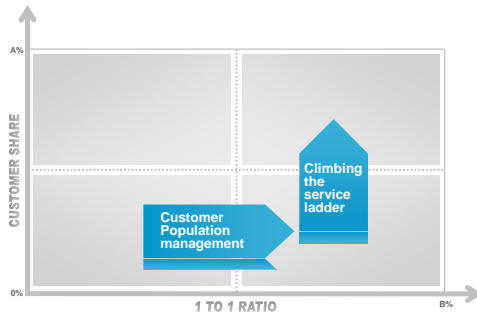 A%
CUSTOMER SHARE
Climbing
the
service
ladder
Customer
Population
management
0%
1 TO 1 RATIO
B%